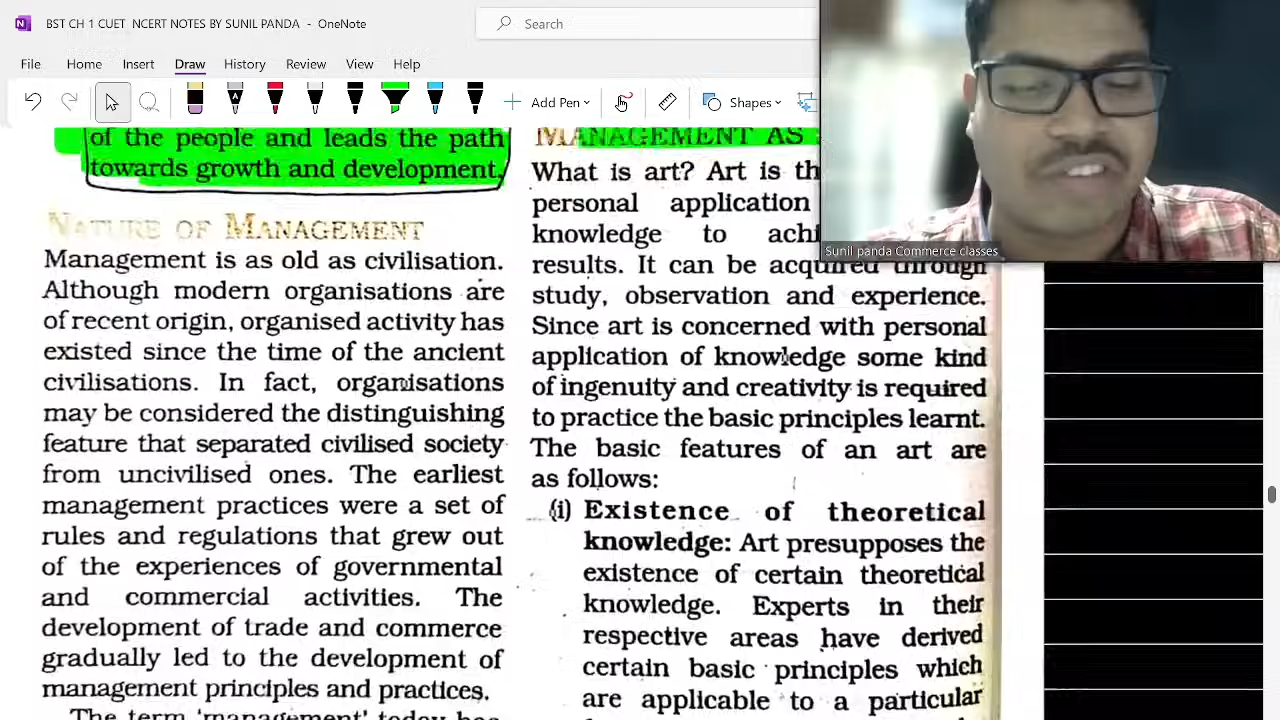 BST CH 1 CUET NCERT NOTES BY SUNIL PANDA - OneNote
Search
File Home Insert Draw History Review View Help
Add Pen
Shapes
Sunil panda Commerce classes
of the people and leads the path
towards growth and development.
NATURE OF MANAGEMENT
Management is as old as civilisation.
Although modern organisations are
of recent origin, organised activity has
existed since the time of the ancient
civilisations. In fact, organisations
may be considered the distinguishing
feature that separated civilised society
from uncivilised ones. The earliest
management practices were a set of
rules and regulations that grew out
of the experiences of governmental
and commercial activities. The
development of trade and commerce
gradually led to the development of
management principles and practices.
The term 'management' today has
MANAGEMENT AS
What is art? Art is
personal application
knowledge to
results. It can be acquired through
study, observation and experience.
Since art is concerned with personal
application of knowledge some kind
of ingenuity and creativity is required
to practice the basic principles learnt.
The basic features of an art are
as follows:
(i) Existence of theoretical
knowledge: Art presupposes the
existence of certain theoretical
knowledge. Experts in their
respective areas have derived
certain basic principles which
are applicable to a particular